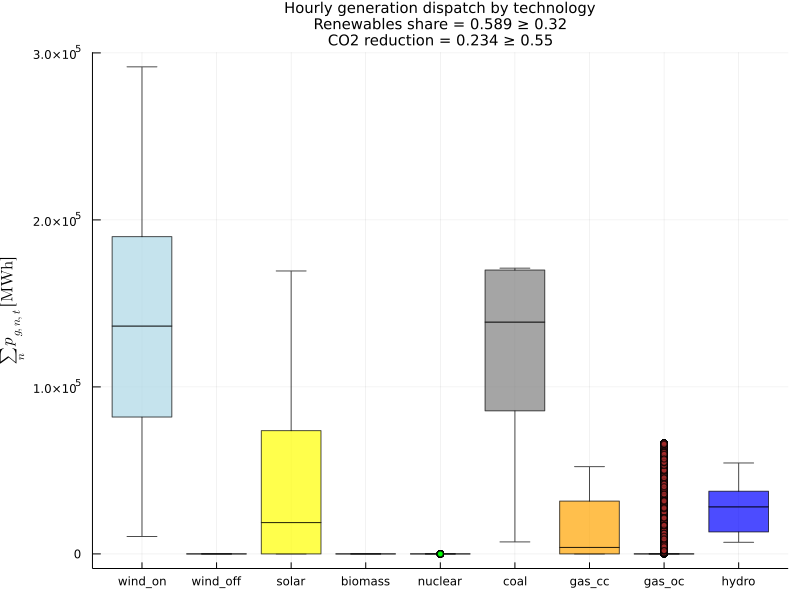 Hourly generation dispatch by technology
Renewables share = 0.589 ≥ 0.32
CO2 reduction = 0.234 ≥ 0.55
3.0×10⁵
2.0×10⁵
1.0×10⁵
0
∑ₙ p_{g,n,t} [MWh]
wind_on wind_off solar biomass nuclear coal gas_cc gas_oc hydro